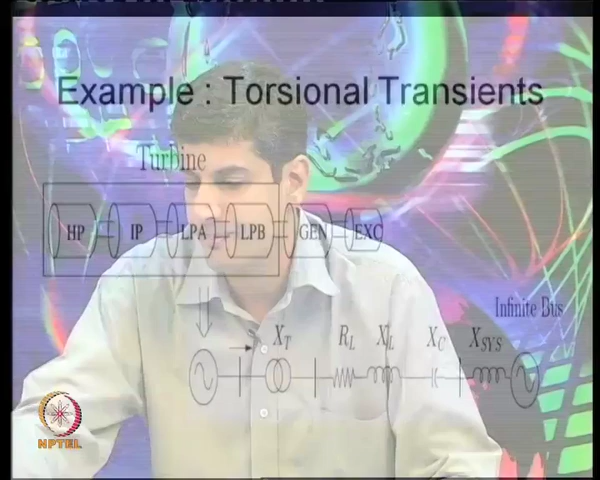 Example : Torsional Transients
Turbine
HP IP LPA LPB GEN EXC
Infinite Bus
X_T R_L X_L X_C X_SYS
NPTEL